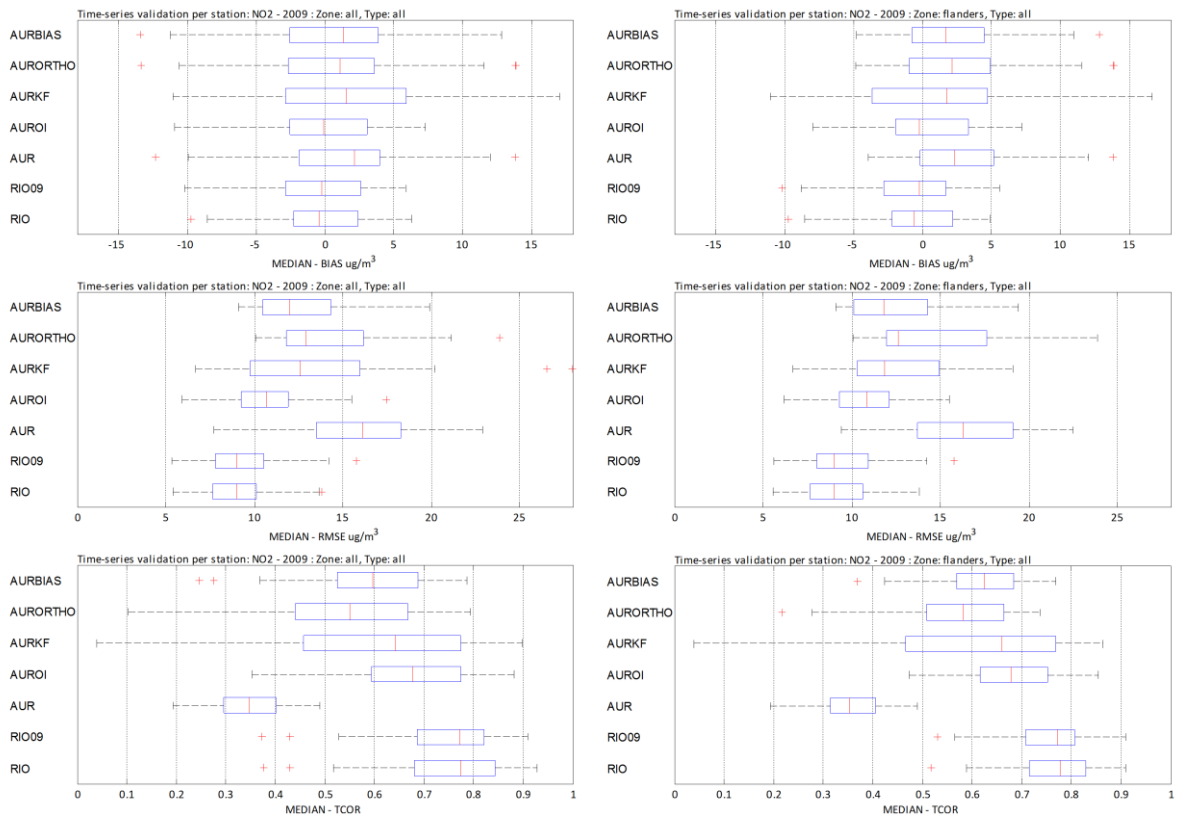 Time-series validation per station: NO2 - 2009 : Zone: all, Type: all
AURBIAS
AURORTHO
AURKF
AUROI
AUR
RIO09
RIO
-15 -10 -5 0 5 10 15
MEDIAN - BIAS ug/m³
Time-series validation per station: NO2 - 2009 : Zone: flanders, Type: all
AURBIAS
AURORTHO
AURKF
AUROI
AUR
RIO09
RIO
-15 -10 -5 0 5 10 15
MEDIAN - BIAS ug/m³
Time-series validation per station: NO2 - 2009 : Zone: all, Type: all
AURBIAS
AURORTHO
AURKF
AUROI
AUR
RIO09
RIO
0 5 10 15 20 25
MEDIAN - RMSE ug/m³
Time-series validation per station: NO2 - 2009 : Zone: flanders, Type: all
AURBIAS
AURORTHO
AURKF
AUROI
AUR
RIO09
RIO
0 5 10 15 20 25
MEDIAN - RMSE ug/m³
Time-series validation per station: NO2 - 2009 : Zone: all, Type: all
AURBIAS
AURORTHO
AURKF
AUROI
AUR
RIO09
RIO
0 0.1 0.2 0.3 0.4 0.5 0.6 0.7 0.8 0.9 1
MEDIAN - TCOR
Time-series validation per station: NO2 - 2009 : Zone: flanders, Type: all
AURBIAS
AURORTHO
AURKF
AUROI
AUR
RIO09
RIO
0 0.1 0.2 0.3 0.4 0.5 0.6 0.7 0.8 0.9 1
MEDIAN - TCOR